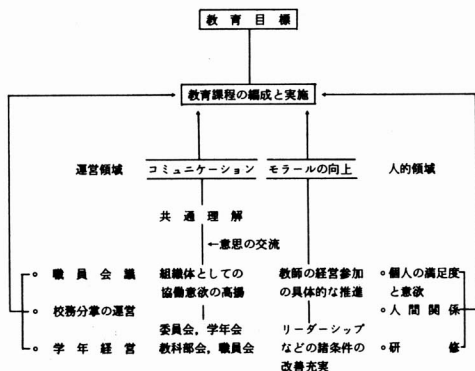 教育目標
教育課程の編成と実施
運営領域 コミュニケーション モラールの向上 人的領域
共通理解
←意思の交流
○ 職員会議 組織体としての 教師の経営参加 ○個人の満足度
協働意欲の高揚 の具体的な推進 と意欲
○ 校務分掌の運営 ○人間関係
委員会，学年会 リーダーシップ
○ 学年経営 教科部会，職員会 などの諸条件の ○研修
改善充実